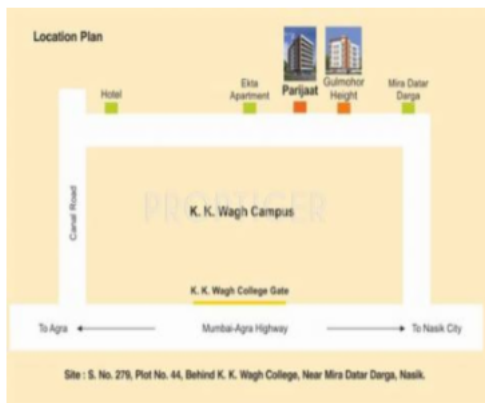 Location Plan
Hotel
Ekta
Apartment
Parijaat
Gulmohor
Height
Mira Datar
Darga
Canal Road
PROPTIGER
K. K. Wagh Campus
K. K. Wagh College Gate
To Agra
Mumbai-Agra Highway
To Nasik City
Site : S. No. 279, Plot No. 44, Behind K. K. Wagh College, Near Mira Datar Darga, Nasik.